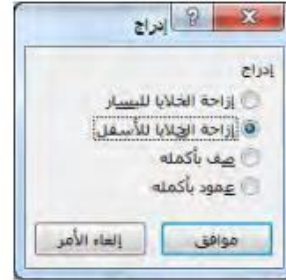 إدراج
إدراج
إزاحة الخلايا لليسار
إزاحة الخلايا للأسفل
صف بأكمله
عمود بأكمله
موافق
إلغاء الأمر